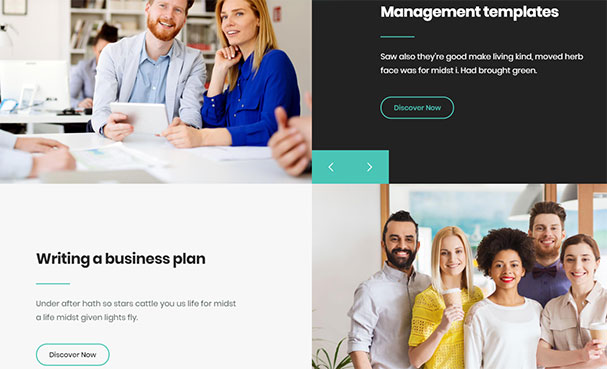 Management templates
Saw also they're good make living kind, moved herb
face was for midst i. Had brought green.
Discover Now
Writing a business plan
Under after hath so stars cattle you us life for midst
a life midst given lights fly.
Discover Now